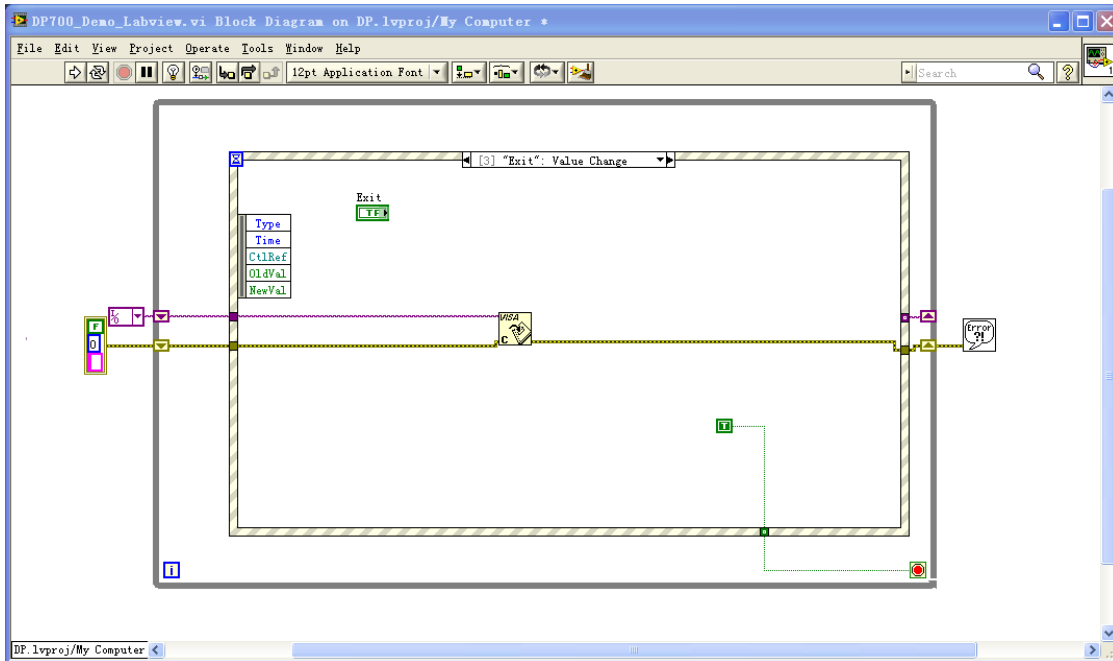 DP700_Demo_Labview.vi Block Diagram on DP.lvproj/My Computer *
File Edit View Project Operate Tools Window Help
12pt Application Font
Search
1
[3] "Exit": Value Change
Exit
TF
Type
Time
CtlRef
OldVal
NewVal
I/O
VISA
C
F
0
Error
?!
T
i
DP.lvproj/My Computer